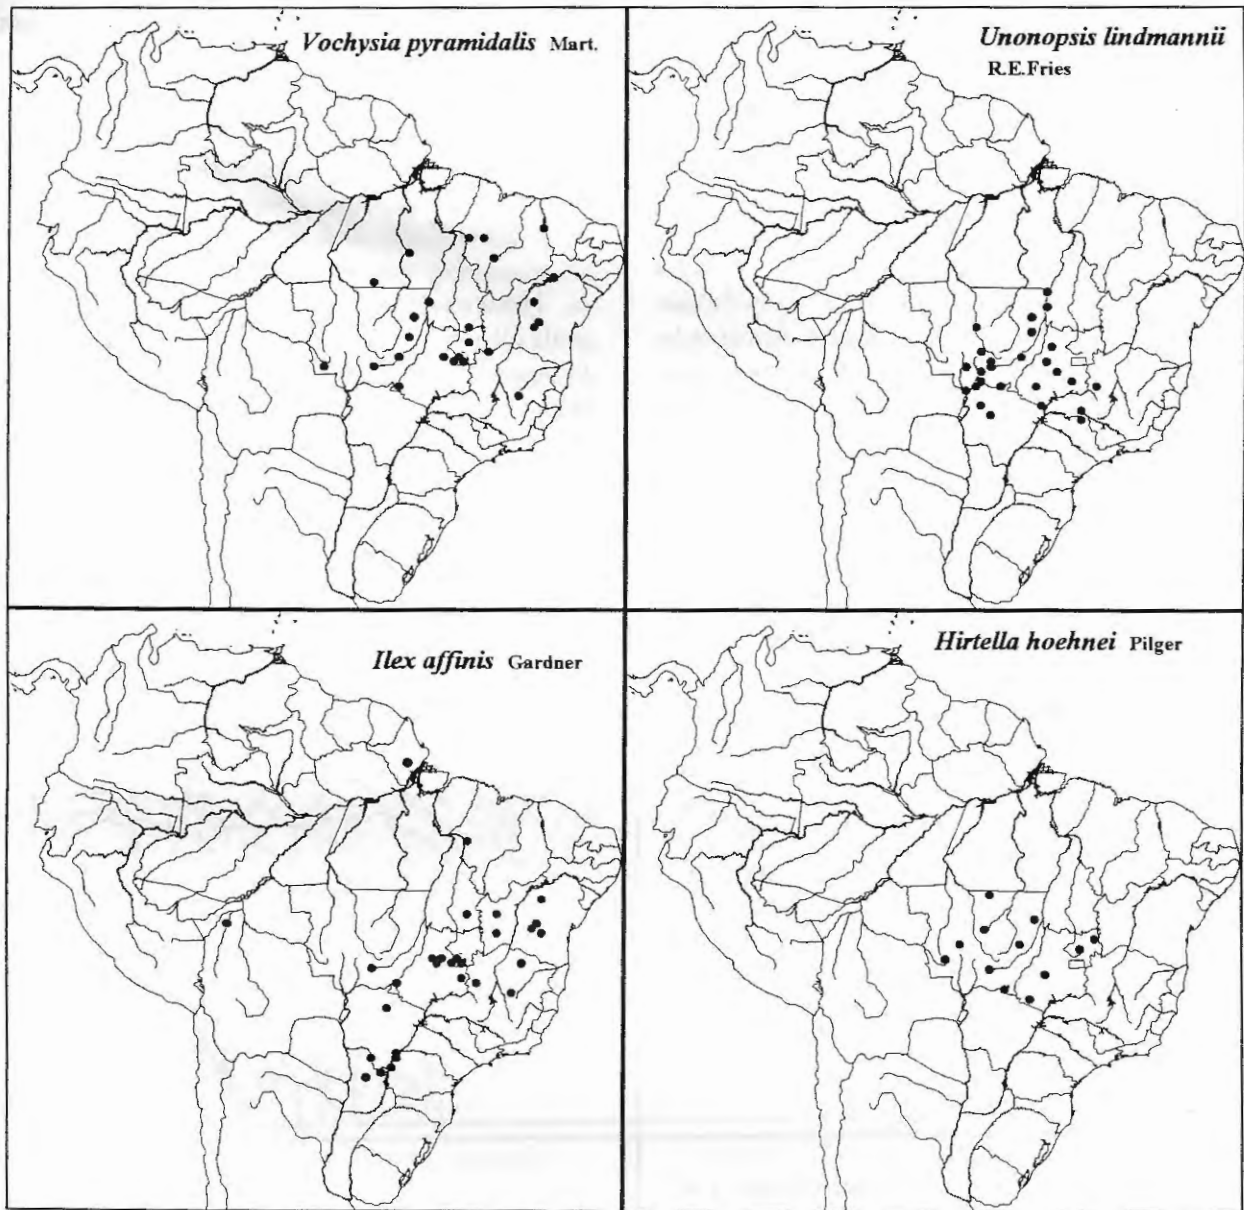 Vochysia pyramidalis Mart.
Unonopsis lindmannii
R.E.Fries
Ilex affinis Gardner
Hirtella hoehnei Pilger